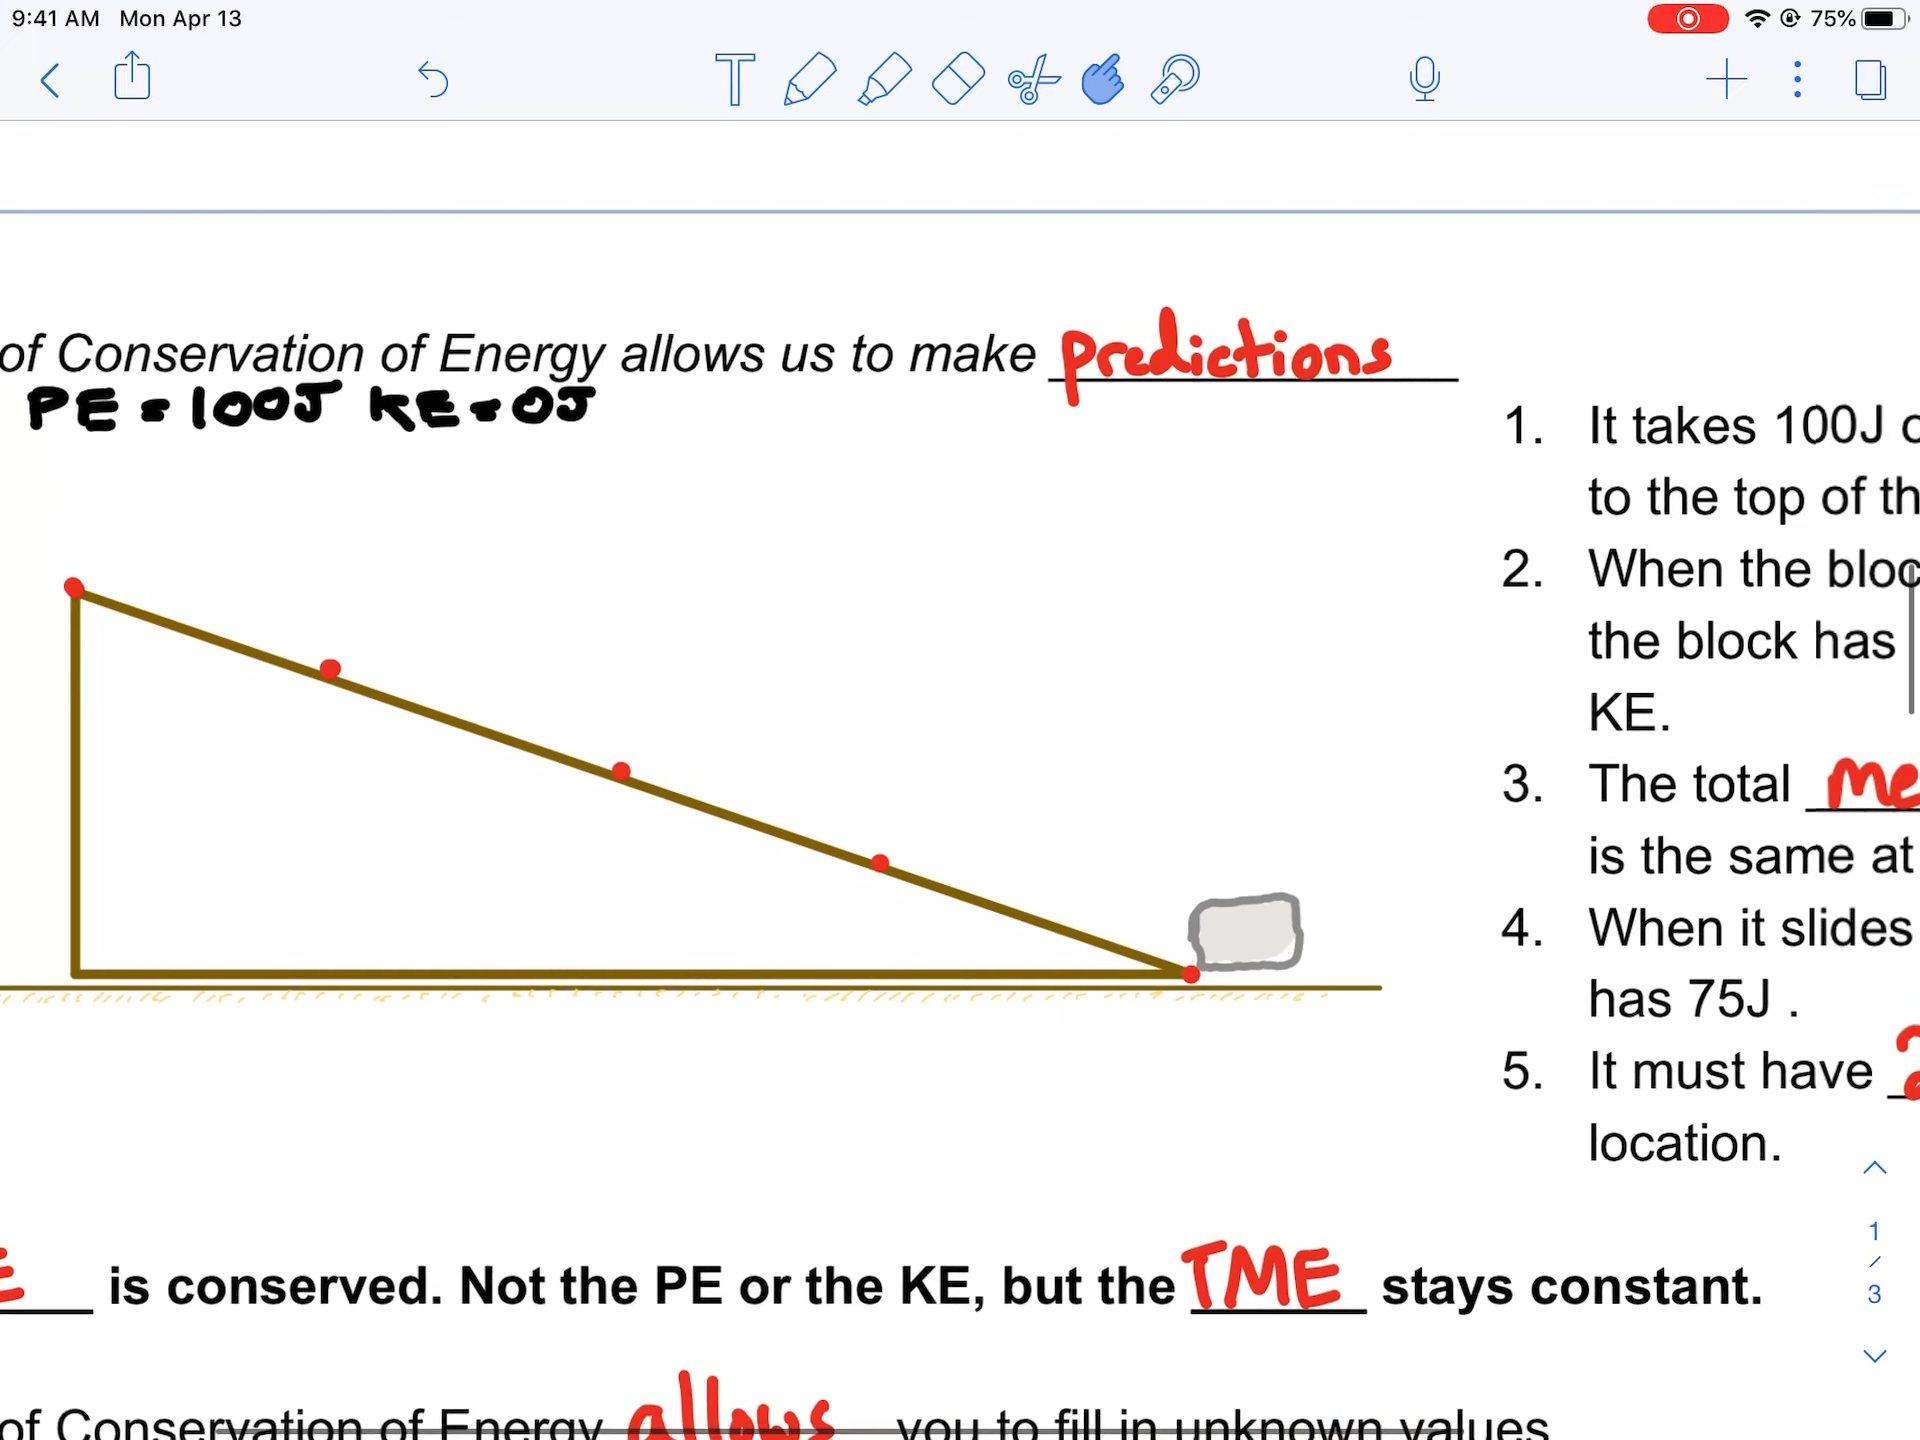 9:41 AM Mon Apr 13
75%
of Conservation of Energy allows us to make predictions
PE = 100J KE = 0J
1. It takes 100J
to the top of th
2. When the bloc
the block has
KE.
3. The total me
is the same at
4. When it slides
has 75J .
5. It must have 2
location.
1
/
3
E is conserved. Not the PE or the KE, but the TME stays constant.
of Conservation of Energy allows you to fill in unknown values